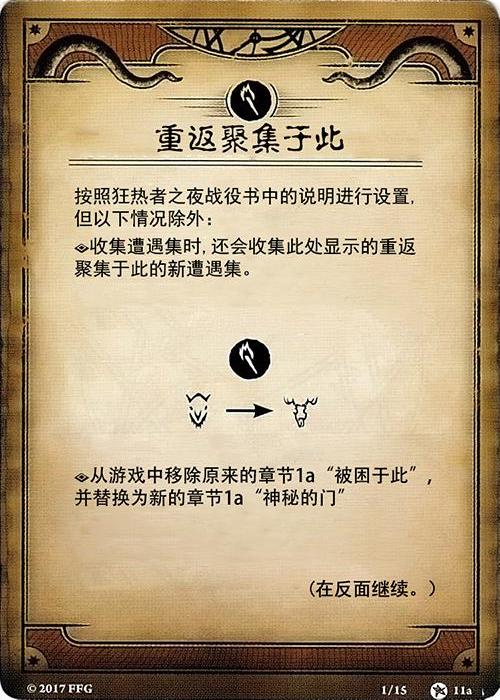 重返聚集于此
按照狂热者之夜战役书中的说明进行设置，
但以下情况除外：
收集遭遇集时，还会收集此处显示的重返
聚集于此的新遭遇集。
从游戏中移除原来的章节1a“被困于此”，
并替换为新的章节1a“神秘的门”
（在反面继续。）
© 2017 FFG
1/15
11a